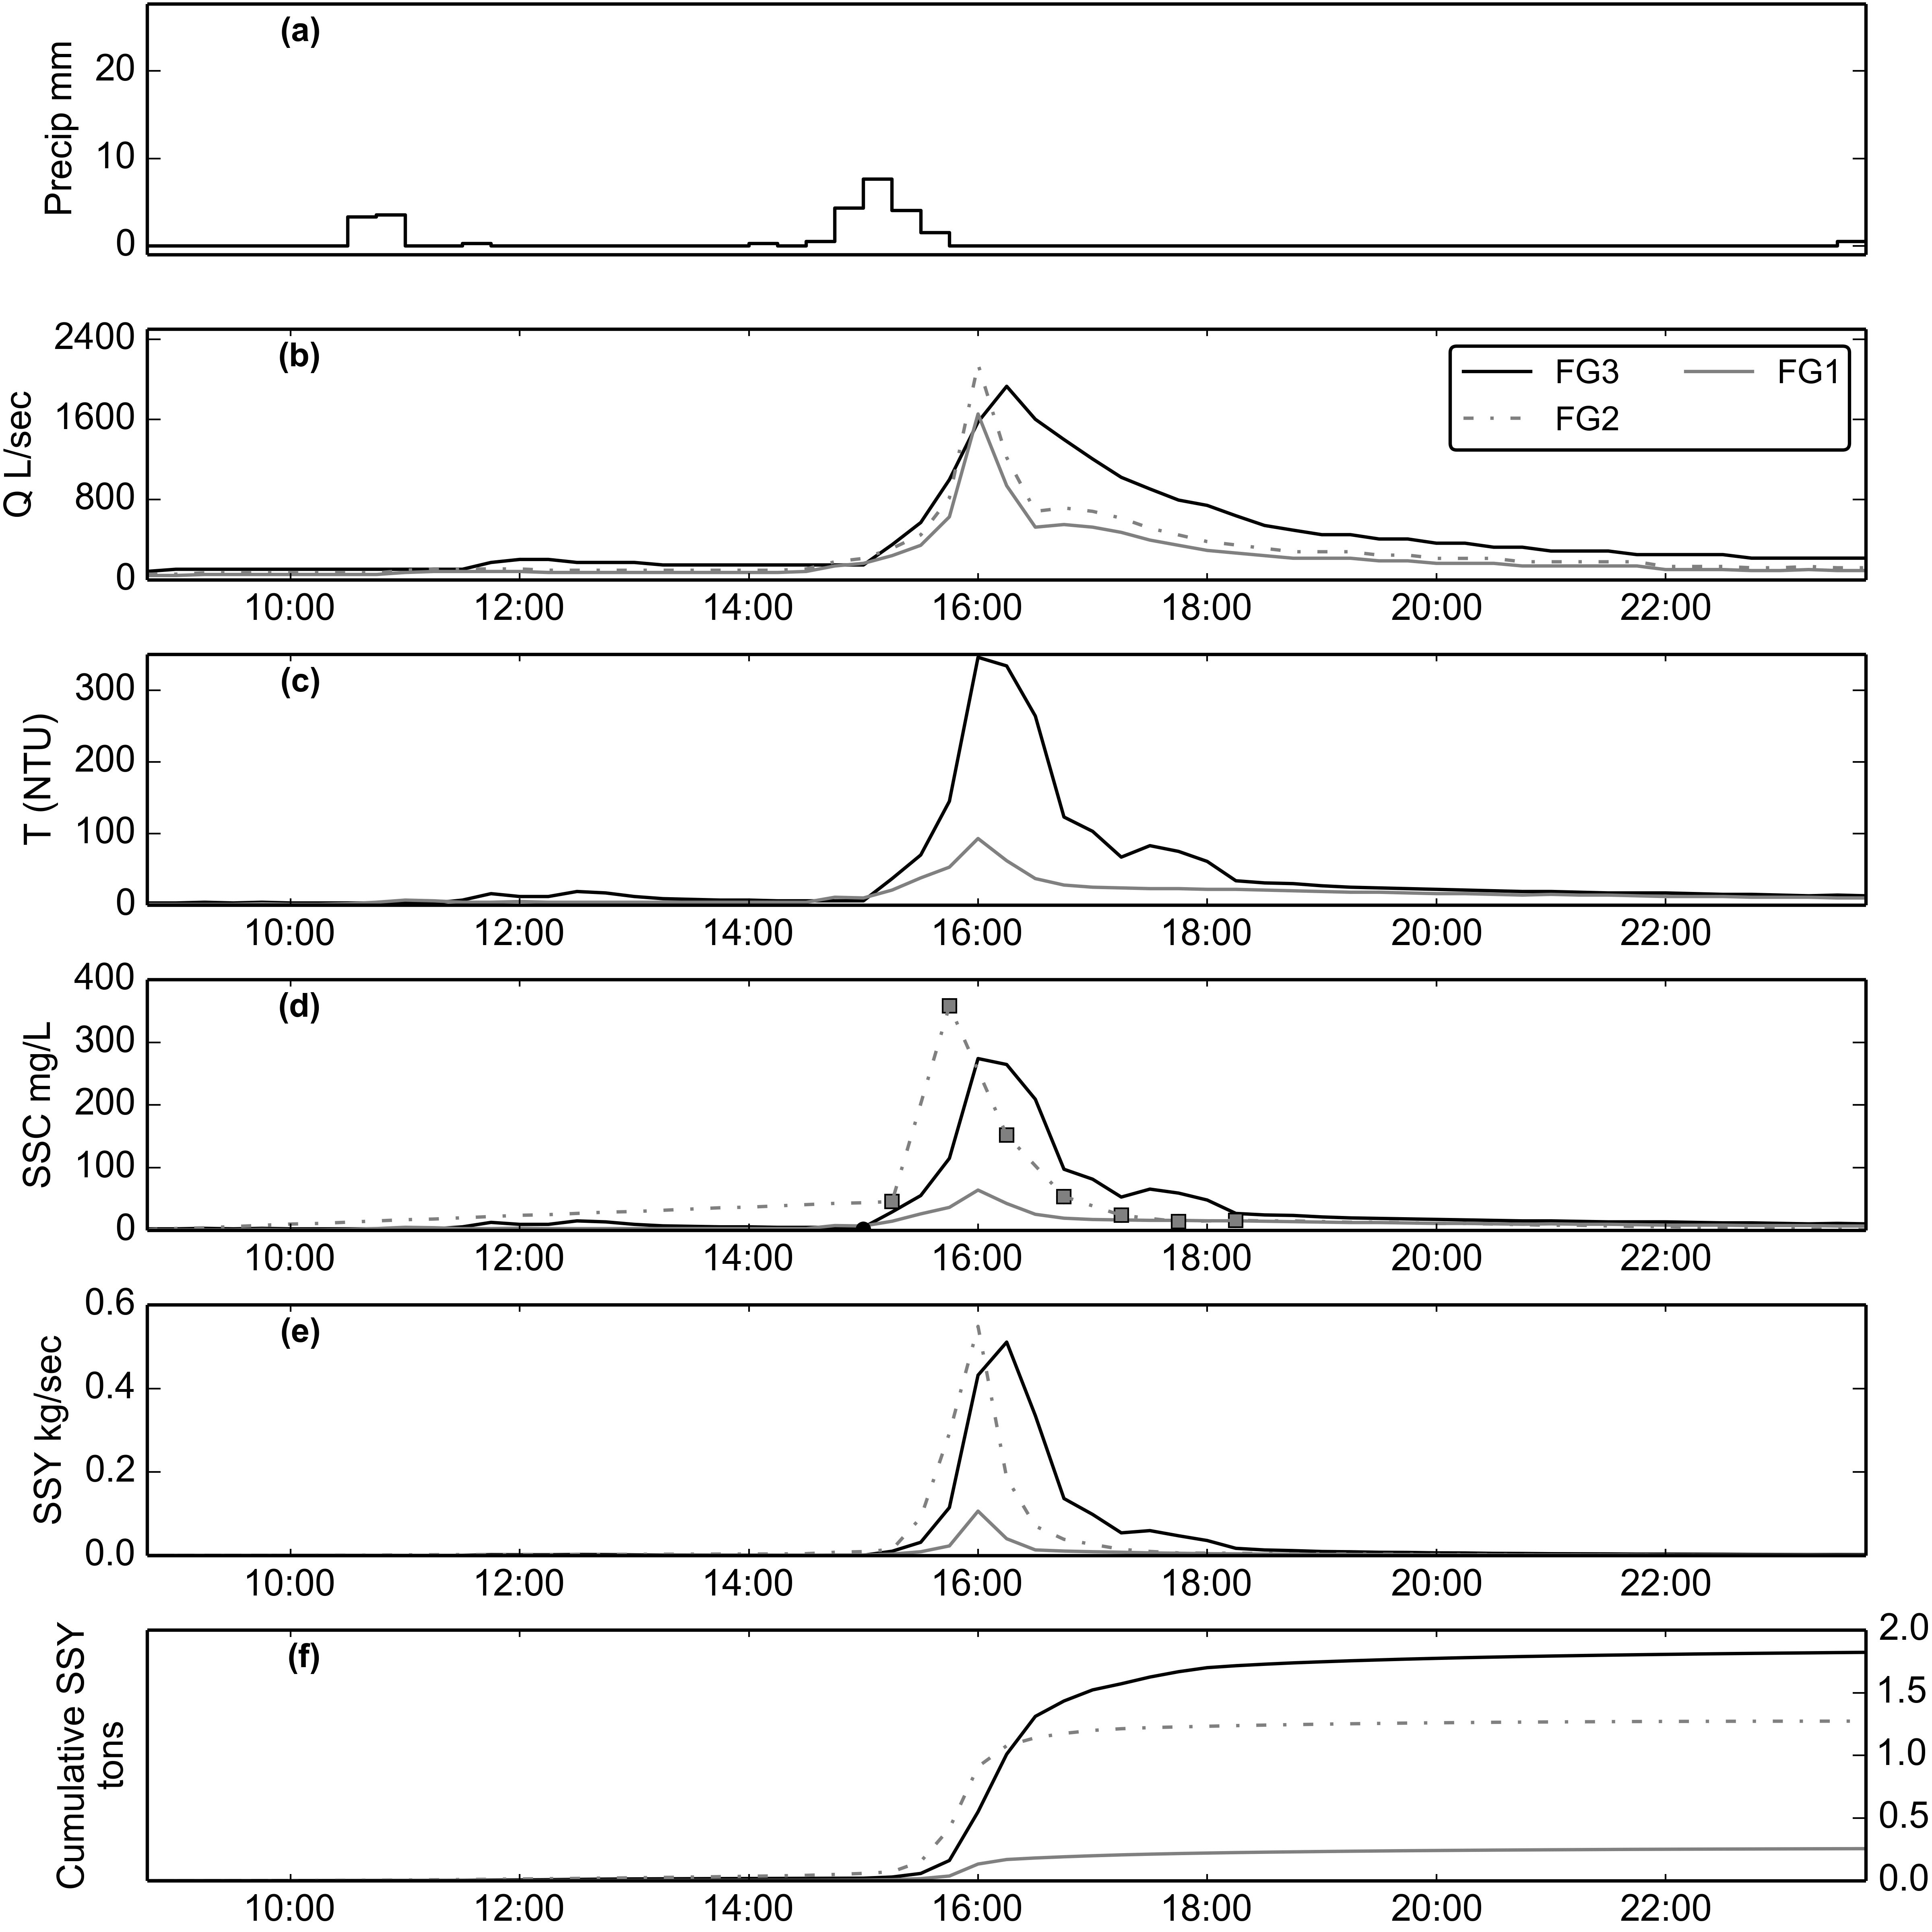 (a)
Precip mm
20
10
0
(b)
Q L/sec
2400
1600
800
0
FG3 FG1
FG2
10:00 12:00 14:00 16:00 18:00 20:00 22:00
(c)
T (NTU)
300
200
100
0
10:00 12:00 14:00 16:00 18:00 20:00 22:00
(d)
SSC mg/L
400
300
200
100
0
10:00 12:00 14:00 16:00 18:00 20:00 22:00
(e)
SSY kg/sec
0.6
0.4
0.2
0.0
10:00 12:00 14:00 16:00 18:00 20:00 22:00
(f)
Cumulative SSY
tons
2.0
1.5
1.0
0.5
0.0
10:00 12:00 14:00 16:00 18:00 20:00 22:00